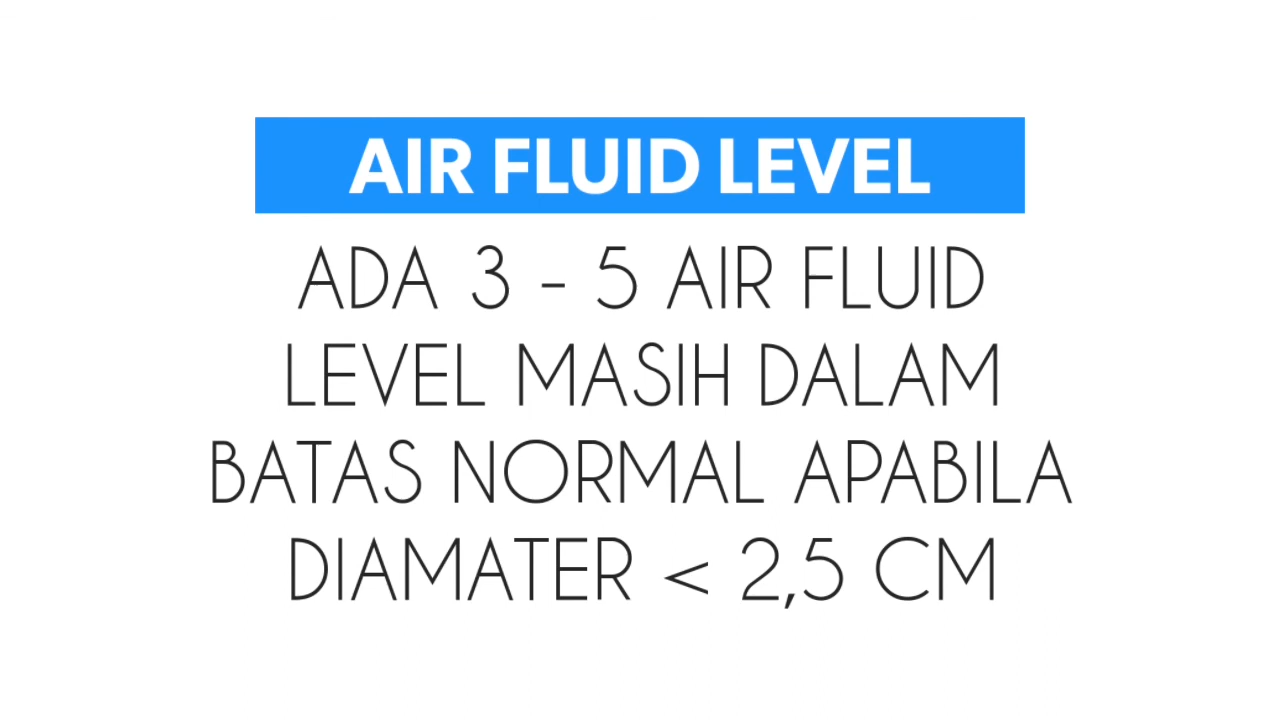 AIR FLUID LEVEL
ADA 3 - 5 AIR FLUID
LEVEL MASIH DALAM
BATAS NORMAL APABILA
DIAMATER < 2,5 CM